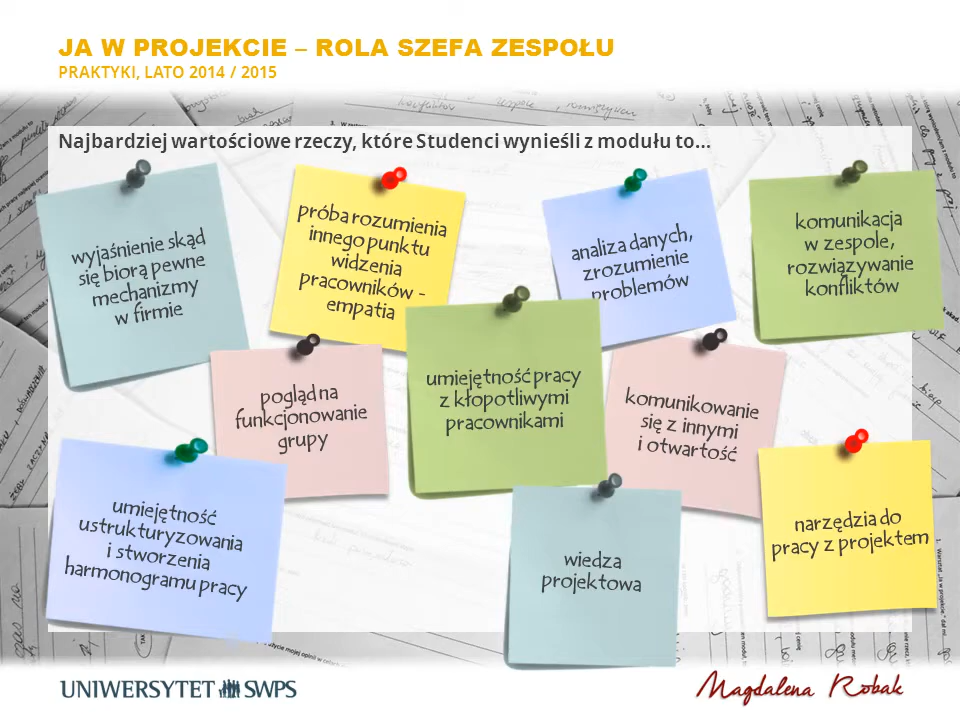 JA W PROJEKCIE – ROLA SZEFA ZESPOŁU
PRAKTYKI, LATO 2014 / 2015
Najbardziej wartościowe rzeczy, które Studenci wynieśli z modułu to...
wyjaśnienie skąd
się biorą pewne
mechanizmy
w firmie
próba rozumienia
innego punktu
widzenia
pracowników -
empatia
analiza danych,
zrozumienie
problemów
komunikacja
w zespole,
rozwiązywanie
konfliktów
pogląd na
funkcjonowanie
grupy
umiejętność pracy
z kłopotliwymi
pracownikami
komunikowanie
się z innymi
i otwartość
umiejętność
ustrukturyzowania
i stworzenia
harmonogramu pracy
wiedza
projektowa
narzędzia do
pracy z projektem
UNIWERSYTET SWPS
Magdalena Robak